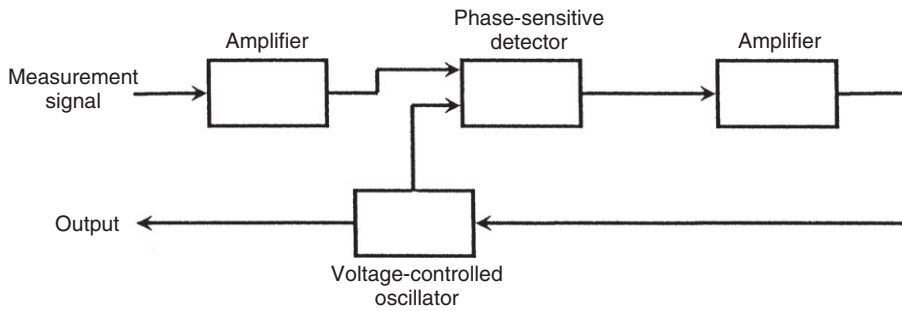 Phase-sensitive
detector
Amplifier
Amplifier
Measurement
signal
Output
Voltage-controlled
oscillator